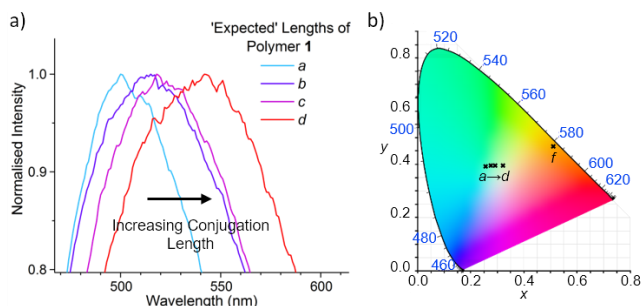 a)
'Expected' Lengths of
Polymer 1
a
b
c
d
Normalised Intensity
1.0
0.9
0.8
Increasing Conjugation
Length
500
550
600
Wavelength (nm)
b)
0.8
0.6
y
0.4
0.2
0.0
0.0
0.2
0.4
0.6
0.8
x
520
540
560
580
600
620
500
480
460
a→d
f